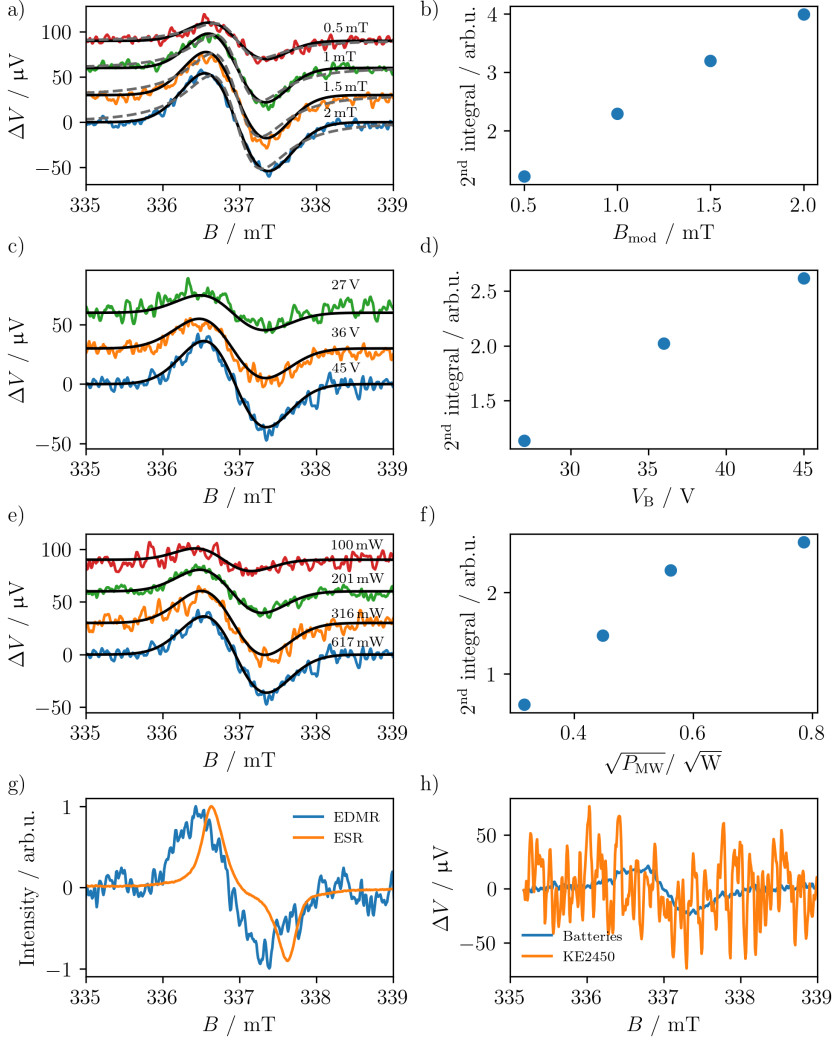 a)
100
50
0
−50
ΔV / μV
0.5 mT
1 mT
1.5 mT
2 mT
335 336 337 338 339
B / mT
b)
4
3
2
2nd integral / arb.u.
0.5 1.0 1.5 2.0
Bmod / mT
c)
50
0
−50
ΔV / μV
27 V
36 V
45 V
335 336 337 338 339
B / mT
d)
2.5
2.0
1.5
2nd integral / arb.u.
30 35 40 45
VB / V
e)
100
50
0
−50
ΔV / μV
100 mW
201 mW
316 mW
617 mW
335 336 337 338 339
B / mT
f)
2
1
2nd integral / arb.u.
0.4 0.6 0.8
√PMW / √W
g)
1
0
−1
Intensity / arb.u.
EDMR
ESR
335 336 337 338 339
B / mT
h)
50
0
−50
ΔV / μV
Batteries
KE2450
335 336 337 338 339
B / mT